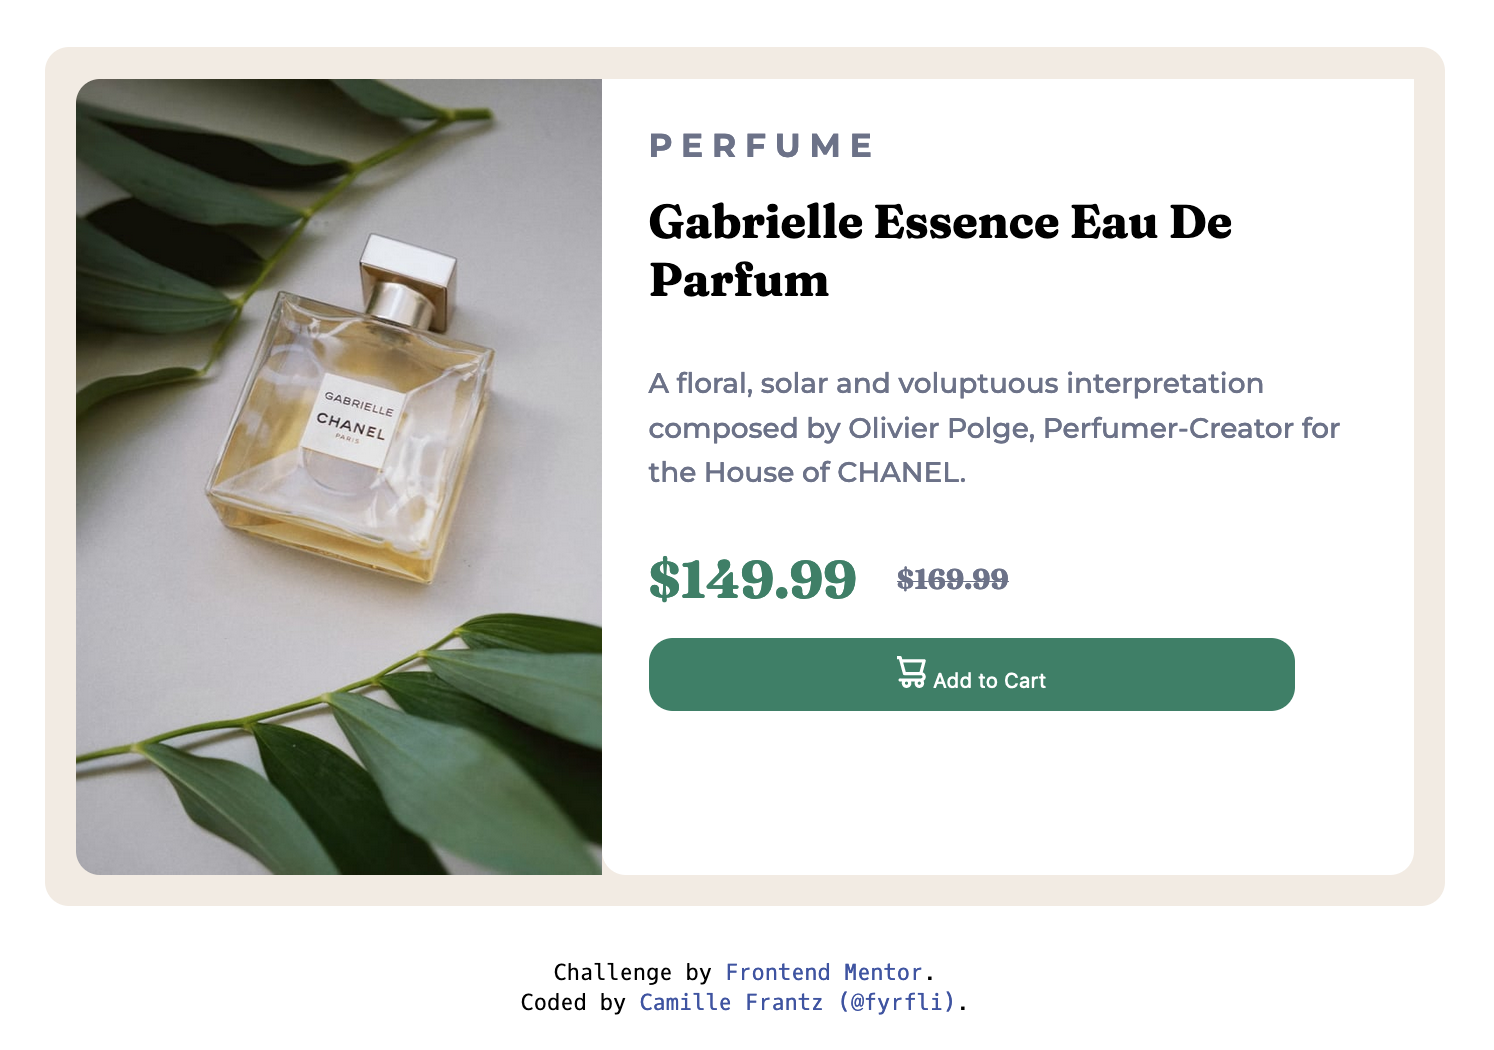 PERFUME
Gabrielle Essence Eau De
Parfum
A floral, solar and voluptuous interpretation
composed by Olivier Polge, Perfumer-Creator for
the House of CHANEL.
$149.99 $169.99
Add to Cart
GABRIELLE
CHANEL
PARIS
Challenge by Frontend Mentor.
Coded by Camille Frantz (@fyrfli).